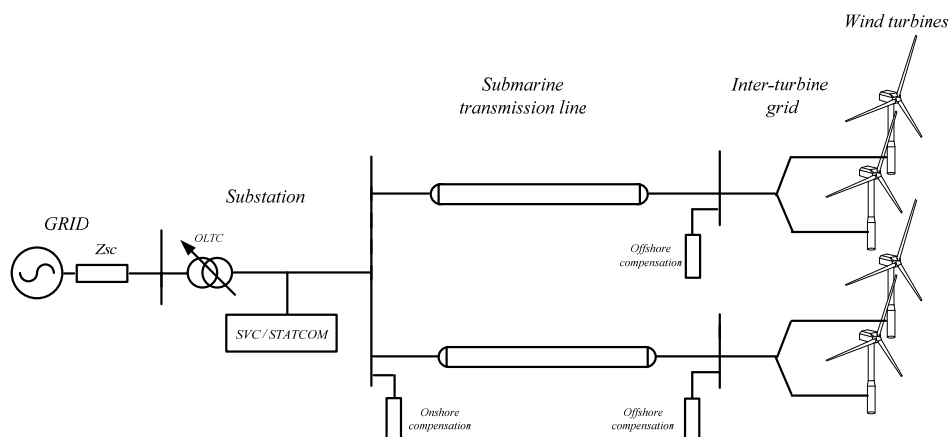 Wind turbines
Submarine
transmission line
Inter-turbine
grid
Substation
GRID
Zsc
OLTC
Offshore
compensation
SVC/STATCOM
Onshore
compensation
Offshore
compensation